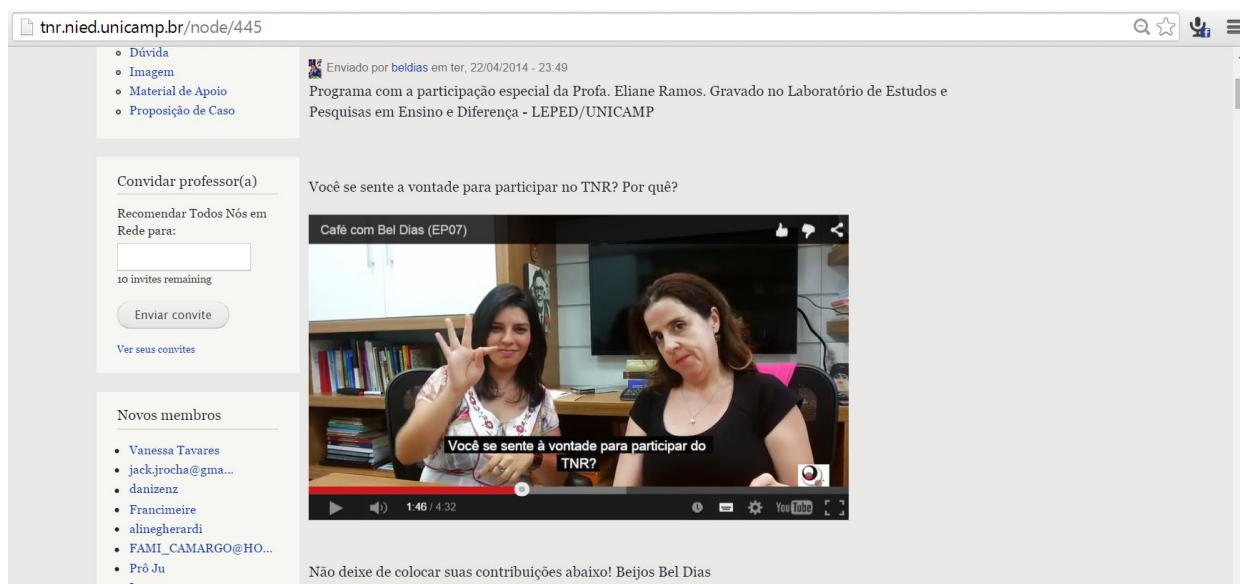 tnr.nied.unicamp.br/node/445
Dúvida
Imagem
Material de Apoio
Proposição de Caso
Convidar professor(a)
Recomendar Todos Nós em
Rede para:
10 invites remaining
Enviar convite
Ver seus convites
Novos membros
Vanessa Tavares
jack.jrocha@gma...
danizenz
Francimeire
alinegherardi
FAMI_CAMARGO@HO...
Prô Ju
Enviado por beldias em ter, 22/04/2014 - 23:49
Programa com a participação especial da Profa. Eliane Ramos. Gravado no Laboratório de Estudos e
Pesquisas em Ensino e Diferença - LEPED/UNICAMP
Você se sente a vontade para participar no TNR? Por quê?
Café com Bel Dias (EP07)
Você se sente à vontade para participar do
TNR?
1:46 / 4:32
YouTube
Não deixe de colocar suas contribuições abaixo! Beijos Bel Dias